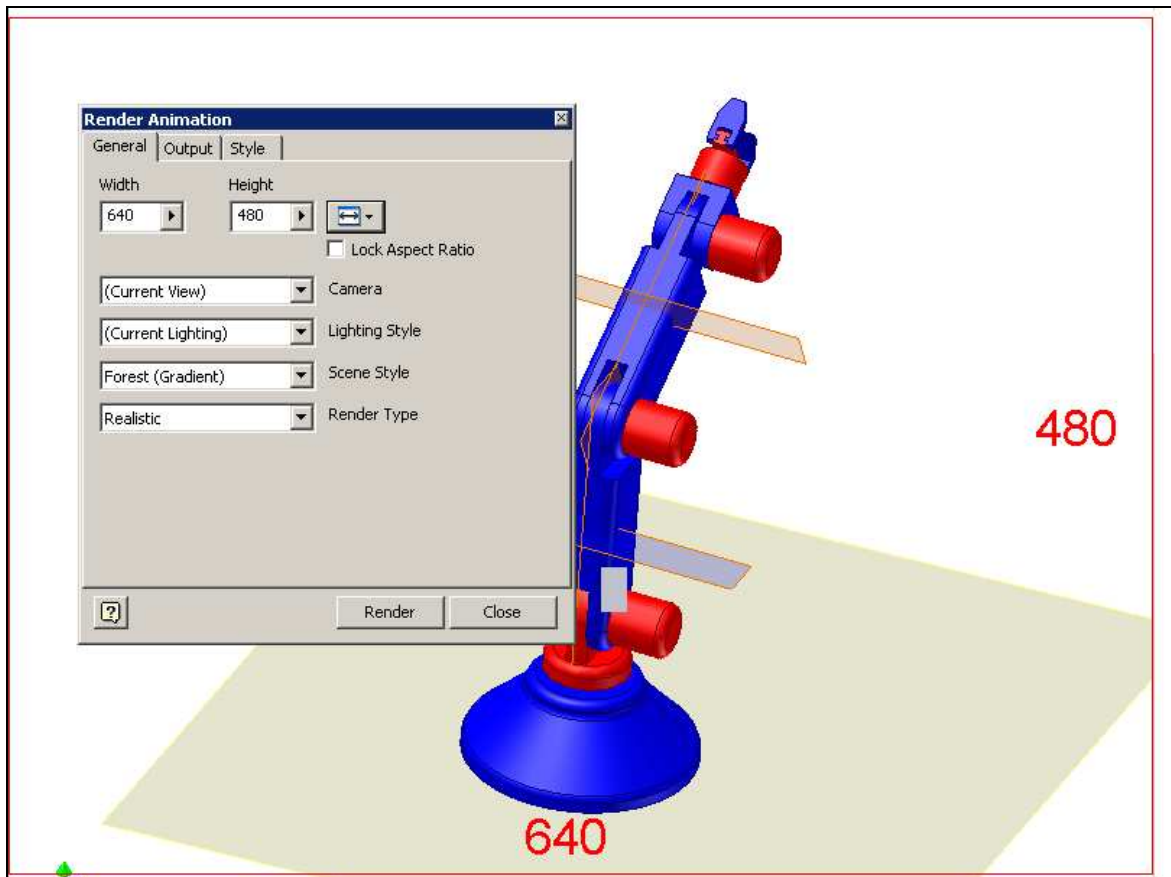 Render Animation
General Output Style
Width Height
640 480
Lock Aspect Ratio
(Current View) Camera
(Current Lighting) Lighting Style
Forest (Gradient) Scene Style
Realistic Render Type
480
? Render Close
640